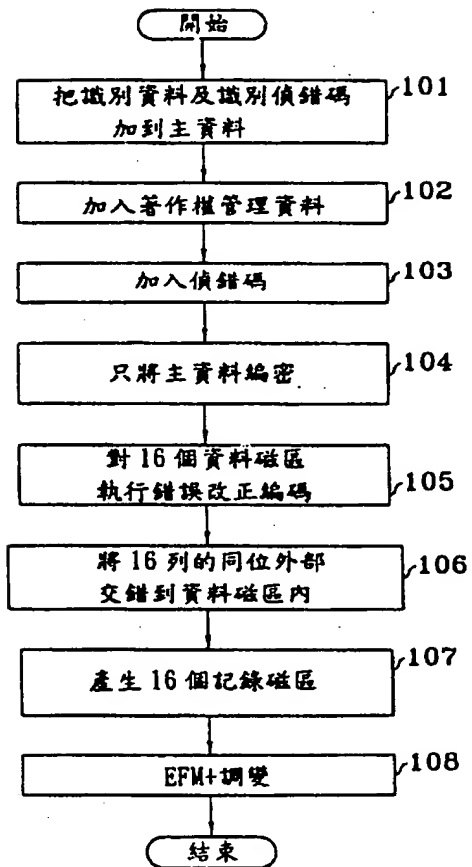 開始
把識別資料及識別偵錯碼
加到主資料
101
加入著作權管理資料
102
加入偵錯碼
103
只將主資料編密
104
對16個資料磁區
執行錯誤改正編碼
105
將16列的同位外部
交錯到資料磁區內
106
產生16個記錄磁區
107
EFM+調變
108
結束